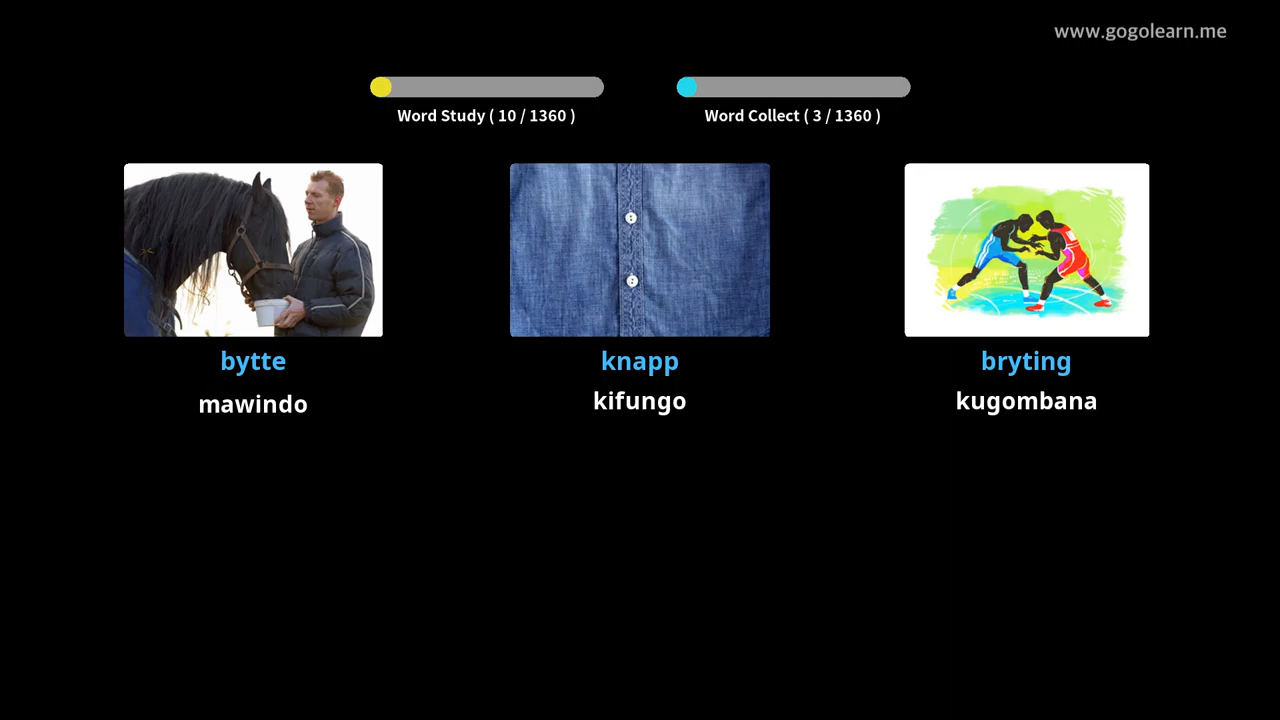 www.gogolearn.me
Word Study ( 10 / 1360 )
Word Collect ( 3 / 1360 )
bytte
knapp
bryting
mawindo
kifungo
kugombana